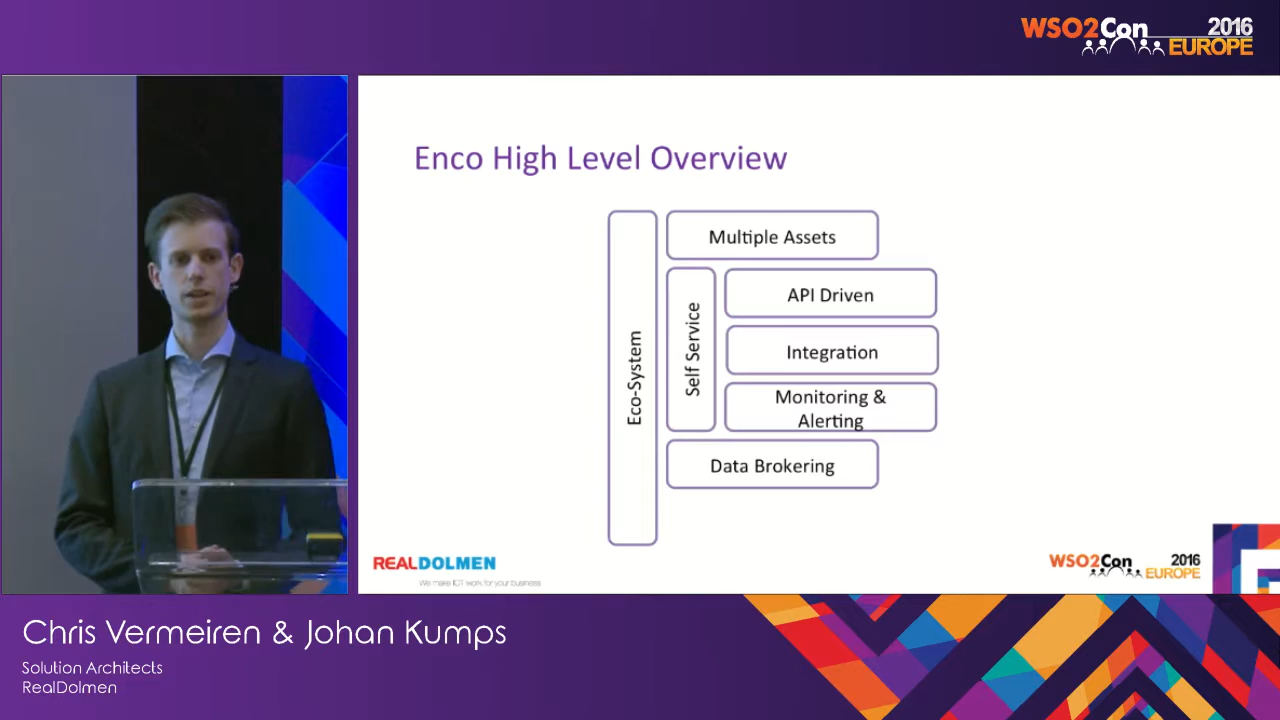 WSO2Con 2016
EUROPE
Enco High Level Overview
Eco-System
Multiple Assets
Self Service
API Driven
Integration
Monitoring &
Alerting
Data Brokering
REALDOLMEN
We make ICT work for your business
WSO2Con 2016
EUROPE
Chris Vermeiren & Johan Kumps
Solution Architects
RealDolmen